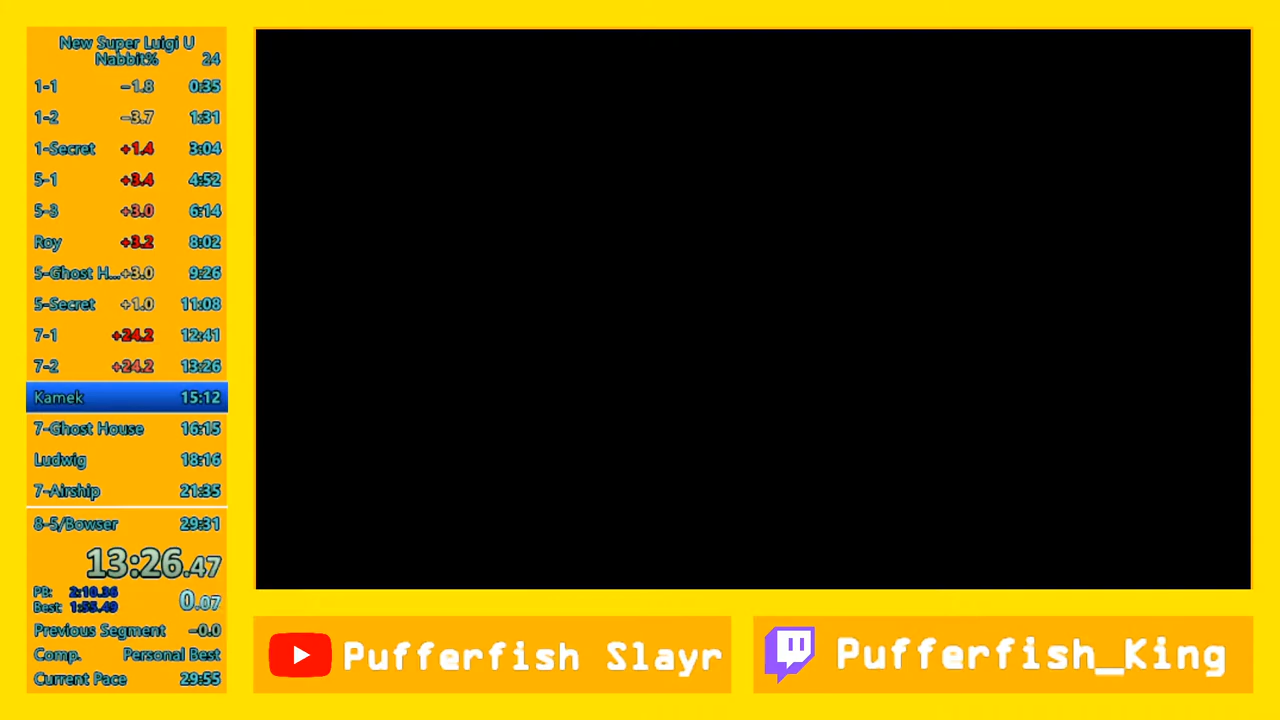 New Super Luigi U
Nabbit% 24
1-1 −1.8 0:35
1-2 −3.7 1:31
1-Secret +1.4 3:04
5-1 +3.4 4:52
5-3 +3.0 6:14
Roy +3.2 8:02
5-Ghost H...+3.0 9:26
5-Secret +1.0 11:08
7-1 +24.2 12:41
7-2 +24.2 13:26
Kamek 15:12
7-Ghost House 16:15
Ludwig 18:16
7-Airship 21:35
8-5/Bowser 29:31
13:26.47
PB: 2:10.36 0.07
Best: 1:55.49
Previous Segment −0.0
Comp. Personal Best
Current Pace 29:55
Pufferfish Slayr
Pufferfish_King